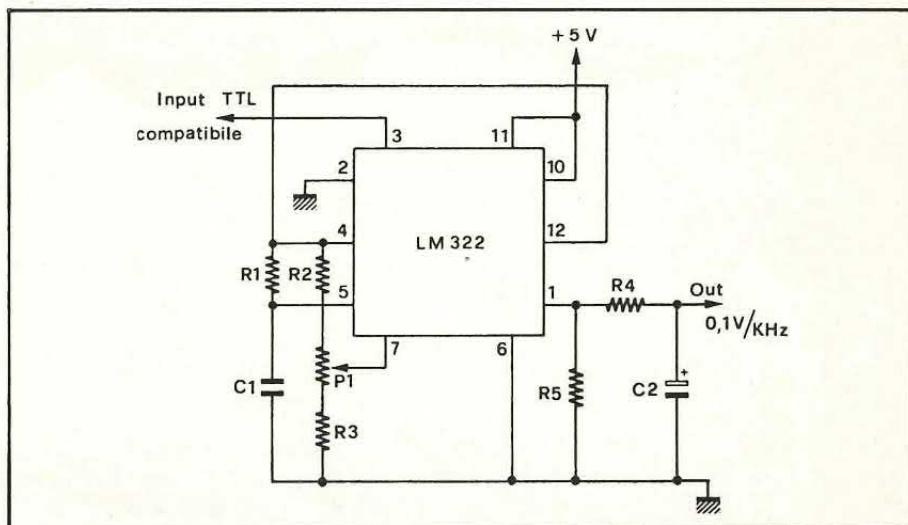 +5 V
Input TTL
compatibile
3
11
2
10
4
12
LM 322
R1
R2
5
1
R4
Out
0,1V/KHz
7
6
P1
C1
R5
C2
+
R3